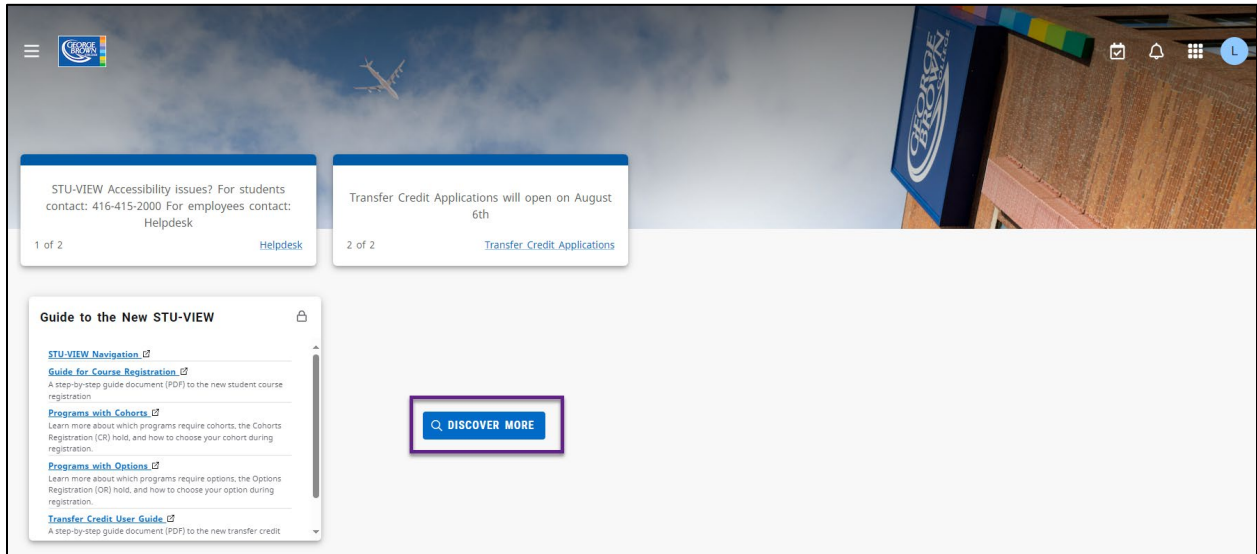 GEORGE
BROWN
COLLEGE
L
GEORGE
BROWN
COLLEGE
STU-VIEW Accessibility issues? For students
contact: 416-415-2000 For employees contact:
Helpdesk
1 of 2
Helpdesk
Transfer Credit Applications will open on August
6th
2 of 2
Transfer Credit Applications
Guide to the New STU-VIEW
STU-VIEW Navigation
Guide for Course Registration
A step-by-step guide document (PDF) to the new student course
registration
Programs with Cohorts
Learn more about which programs require cohorts, the Cohorts
Registration (CR) hold, and how to choose your cohort during
registration.
Programs with Options
Learn more about which programs require options, the Options
Registration (OR) hold, and how to choose your option during
registration.
Transfer Credit User Guide
A step-by-step guide document (PDF) to the new transfer credit
DISCOVER MORE